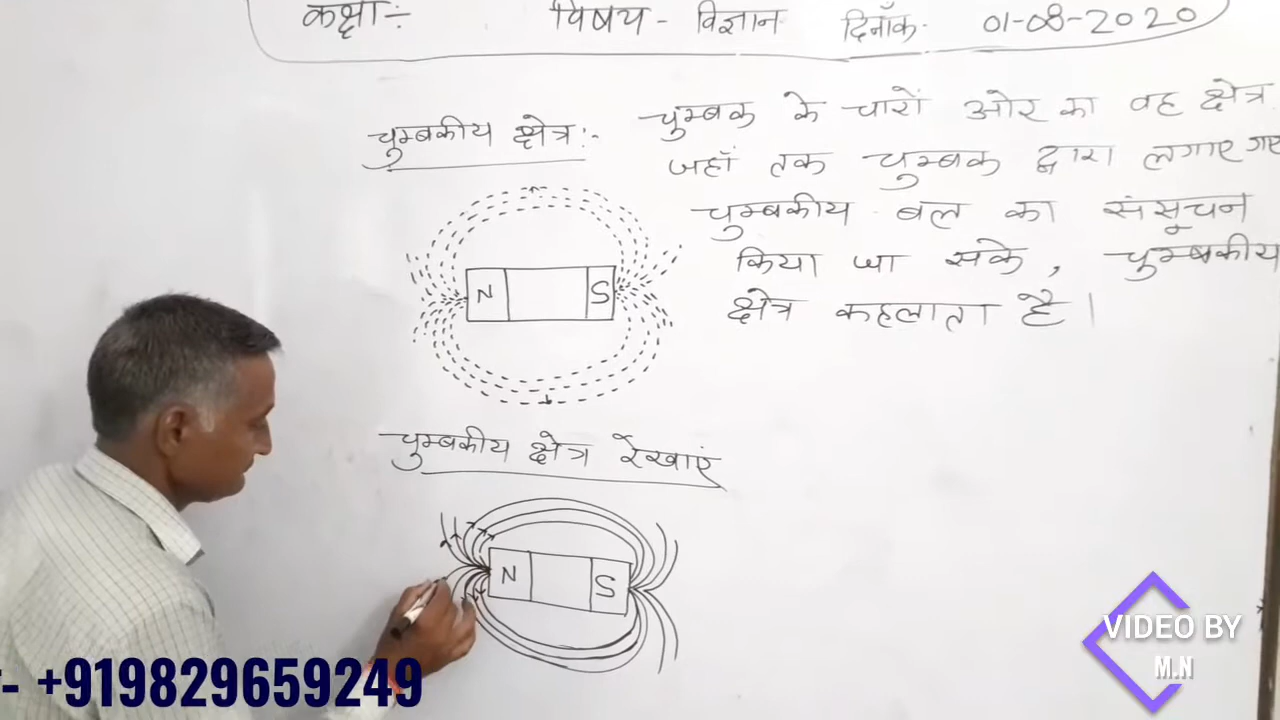 कक्षाः- विषय - विज्ञान दिनाँक- 01-08-2020
चुम्बकीय क्षेत्र:-
चुम्बक के चारों ओर का वह क्षेत्र
जहाँ तक चुम्बक द्वारा लगाए गए
चुम्बकीय बल का संसूचन
किया जा सके, चुम्बकीय
क्षेत्र कहलाता है।
N S
चुम्बकीय क्षेत्र रेखाएं
N S
- +919829659249
VIDEO BY
M.N